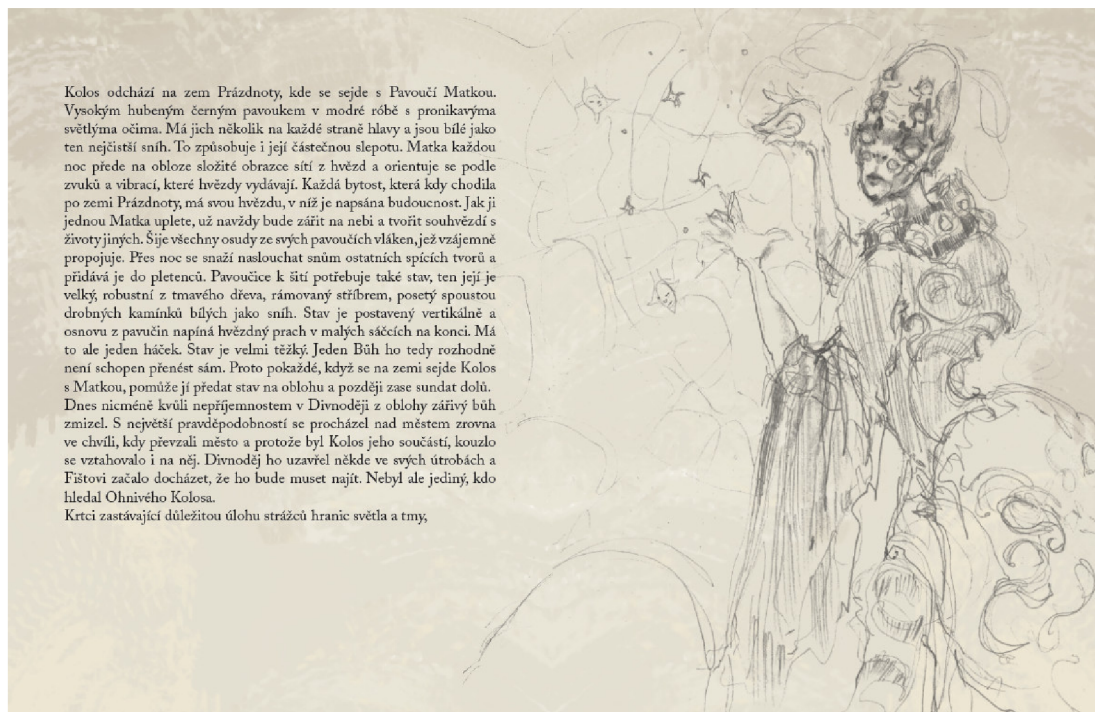 Kolos odchází na zem Prázdnoty, kde se sejde s Pavoučí Matkou.
Vysokým hubeným černým pavoukem v modré róbě s pronikavýma
světlýma očima. Má jich několik na každé straně hlavy a jsou bílé jako
ten nejčistší sníh. To způsobuje i její částečnou slepotu. Matka každou
noc přede na obloze složité obrazce sítí z hvězd a orientuje se podle
zvuků a vibrací, které hvězdy vydávají. Každá bytost, která kdy chodila
po zemi Prázdnoty, má svou hvězdu, v níž je napsána budoucnost. Jak ji
jednou Matka uplete, už navždy bude zářit na nebi a tvořit souhvězdí s
životy jiných. Šije všechny osudy ze svých pavoučích vláken, jež vzájemně
propojuje. Přes noc se snaží naslouchat snům ostatních spících tvorů a
přidává je do pletenců. Pavoučice k šití potřebuje také stav, ten její je
velký, robustní z tmavého dřeva, rámovaný stříbrem, posetý spoustou
drobných kamínků bílých jako sníh. Stav je postavený vertikálně a
osnovu z pavučin napíná hvězdný prach v malých sáčcích na konci. Má
to ale jeden háček. Stav je velmi těžký. Jeden Bůh ho tedy rozhodně
není schopen přenést sám. Proto pokaždé, když se na zemi sejde Kolos
s Matkou, pomůže jí předat stav na oblohu a později zase sundat dolů.
Dnes nicméně kvůli nepříjemnostem v Divnoději z oblohy zářivý bůh
zmizel. S největší pravděpodobností se procházel nad městem zrovna
ve chvíli, kdy převzali město a protože byl Kolos jeho součástí, kouzlo
se vztahovalo i na něj. Divnoděj ho uzavřel někde ve svých útrobách a
Fištovi začalo docházet, že ho bude muset najít. Nebyl ale jediný, kdo
hledal Ohnivého Kolosa.
Krtci zastávající důležitou úlohu strážců hranic světla a tmy,